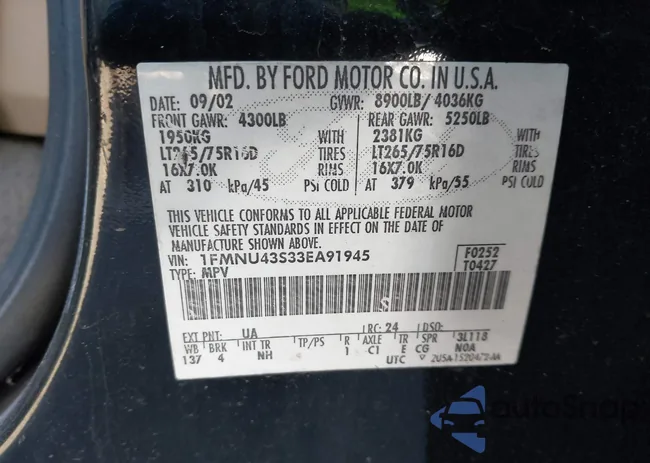 MFD. BY FORD MOTOR CO. IN U.S.A.
DATE: 09/02 GVWR: 8900LB/ 4036KG
FRONT GAWR: 4300LB REAR GAWR: 5250LB
1950KG WITH 2381KG WITH
LT265/75R16D TIRES LT265/75R16D TIRES
16X7.0K RIMS 16X7.0K RIMS
AT 310 kPa/45 PSI COLD AT 379 kPa/55 PSI COLD
THIS VEHICLE CONFORMS TO ALL APPLICABLE FEDERAL MOTOR
VEHICLE SAFETY STANDARDS IN EFFECT ON THE DATE OF
MANUFACTURE SHOWN ABOVE.
VIN: 1FMNU43S33EA91945 F0252
TYPE: MPV T0427
S
EXT PNT: UA RC: 24 DSO:
WB BRK INT TR TP/PS R AXLE TR SPR 3L118
137 4 NH 1 C1 E CG N0A
UTC
autoSnap